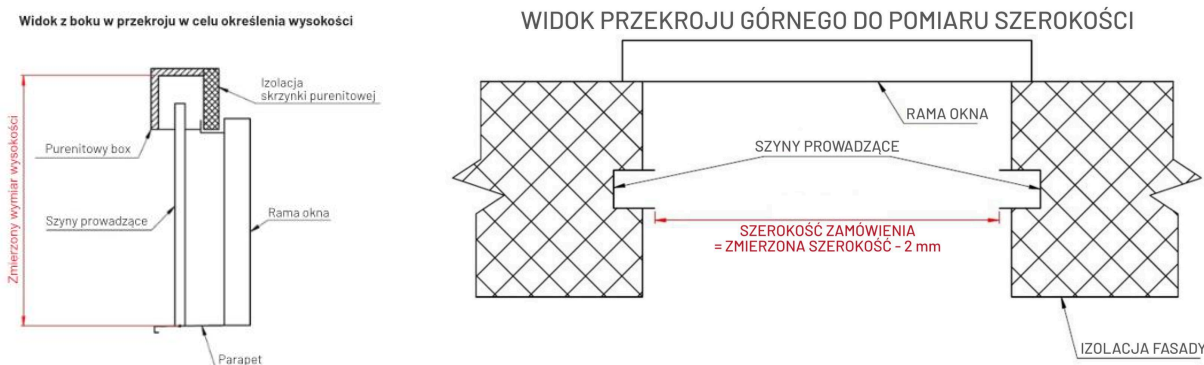 Widok z boku w przekroju w celu określenia wysokości
Izolacja
skrzynki purenitowej
Purenitowy box
Zmierzony wymiar wysokości
Szyny prowadzące
Rama okna
Parapet
WIDOK PRZEKROJU GÓRNEGO DO POMIARU SZEROKOŚCI
RAMA OKNA
SZYNY PROWADZĄCE
SZEROKOŚĆ ZAMÓWIENIA
= ZMIERZONA SZEROKOŚĆ - 2 mm
IZOLACJA FASADY